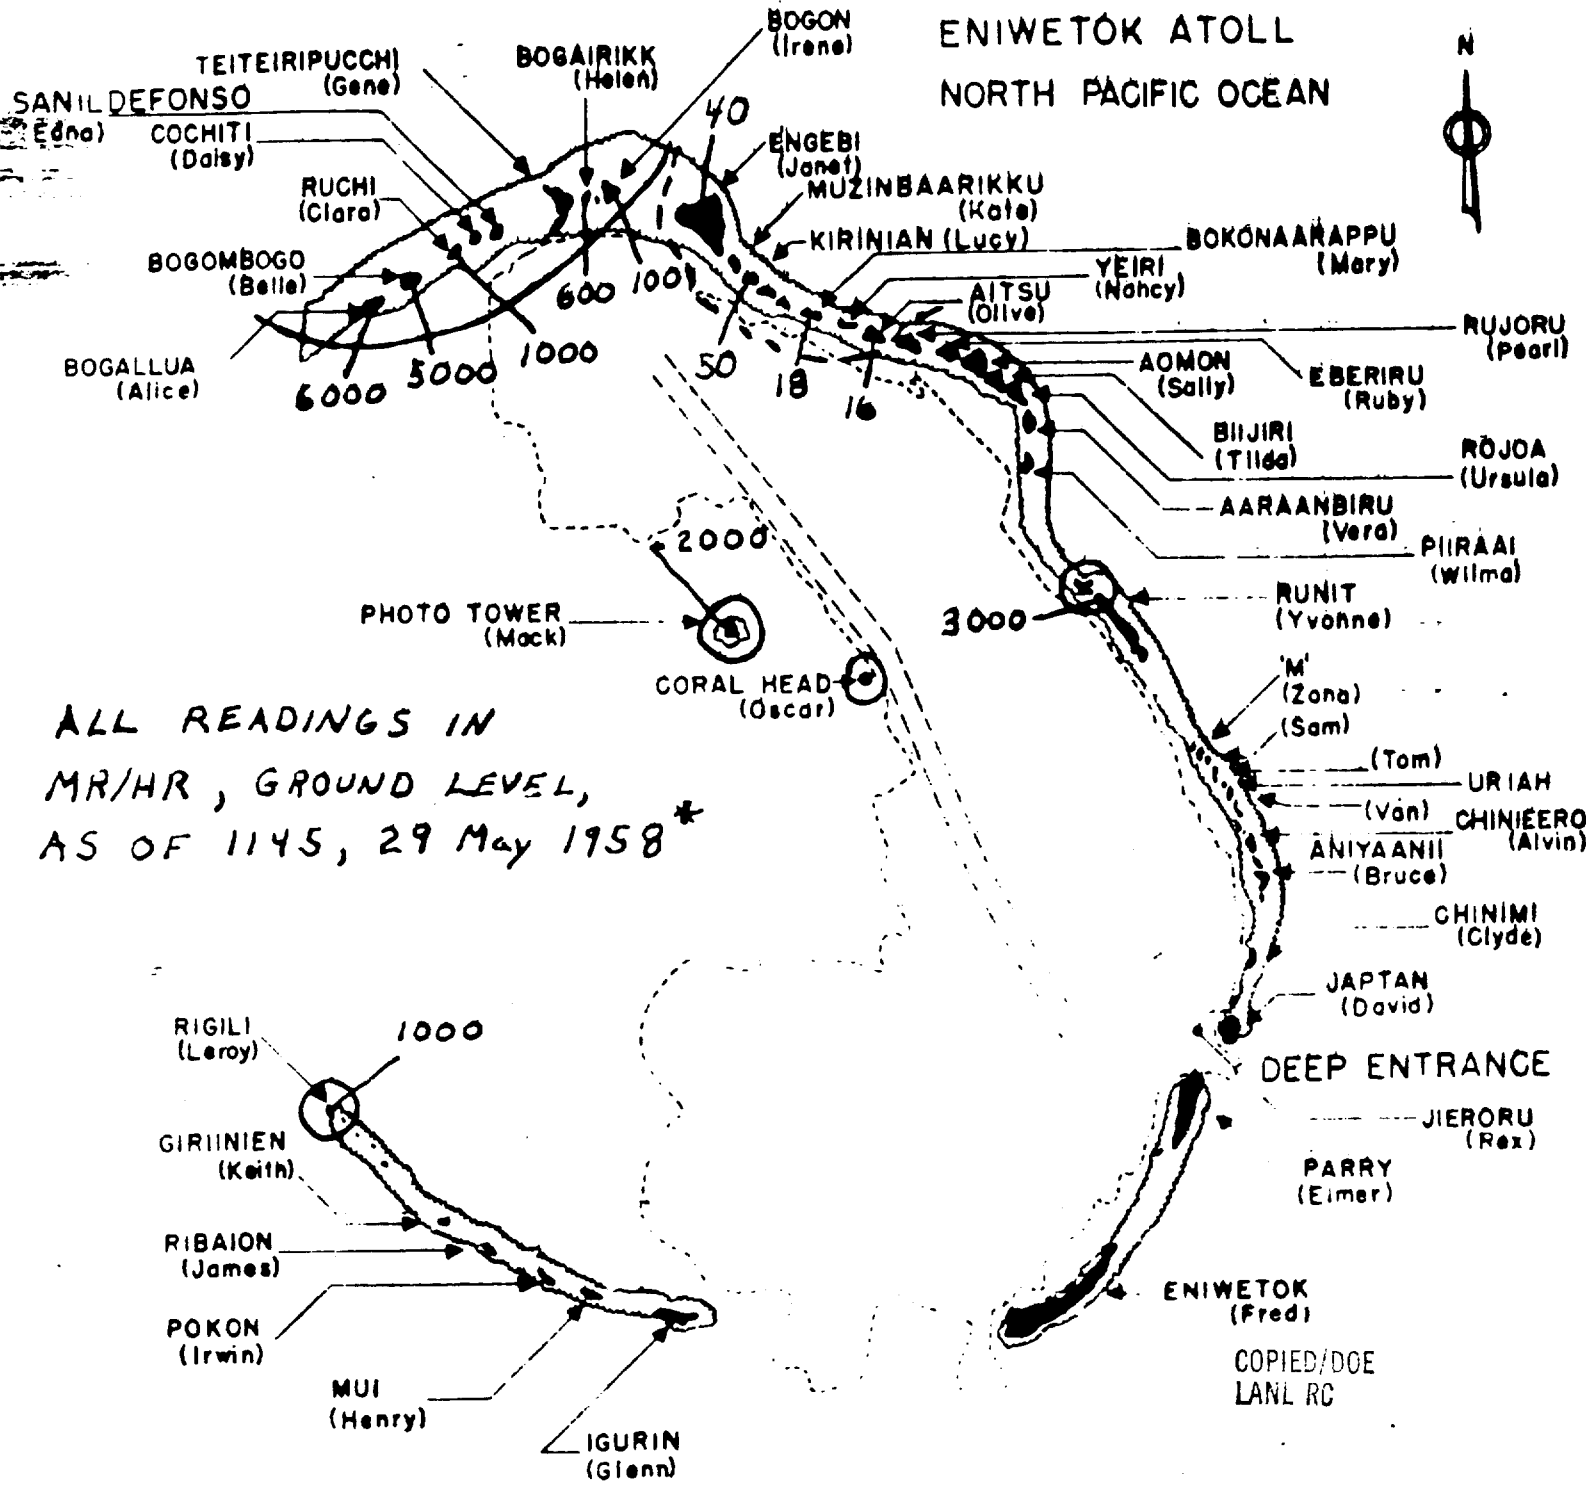 ENIWETOK ATOLL
NORTH PACIFIC OCEAN
N
BOGON
(Irene)
BOGAIRIKK
(Helen)
TEITEIRIPUCCHI
(Gene)
SANILDEFONSO
(Edna)
COCHITI
(Daisy)
RUCHI
(Clara)
BOGOMBOGO
(Belle)
BOGALLUA
(Alice)
40
ENGEBI
(Janet)
MUZINBAARIKKU
(Kate)
KIRINIAN (Lucy)
BOKONAARAPPU
(Mary)
YEIRI
(Nancy)
AITSU
(Olive)
RUJORU
(Pearl)
EBERIRU
(Ruby)
AOMON
(Sally)
BIIJIRI
(Tilda)
ROJOA
(Ursula)
AARAANBIRU
(Vera)
PIIRAAI
(Wilma)
RUNIT
(Yvonne)
6000
5000
1000
600
100
50
18
16
2000
3000
PHOTO TOWER
(Mack)
CORAL HEAD
(Oscar)
'M'
(Zona)
(Sam)
(Tom)
URIAH
(Van)
CHINIEERO
(Alvin)
ANIYAANII
(Bruce)
CHINIMI
(Clyde)
JAPTAN
(David)
DEEP ENTRANCE
JIERORU
(Rex)
PARRY
(Elmer)
ENIWETOK
(Fred)
ALL READINGS IN
MR/HR, GROUND LEVEL,
AS OF 1145, 29 May 1958*
RIGILI
(Leroy)
1000
GIRIINIEN
(Keith)
RIBAION
(James)
POKON
(Irwin)
MUI
(Henry)
IGURIN
(Glenn)
COPIED/DOE
LANL RC